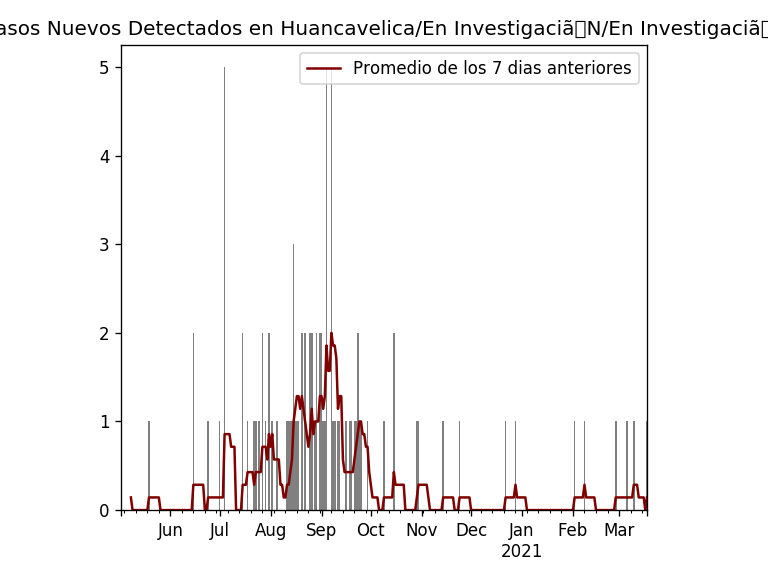 asos Nuevos Detectados en Huancavelica/En Investigaciã▯N/En Investigaciã▯
Promedio de los 7 dias anteriores
5
4
3
2
1
0
Jun Jul Aug Sep Oct Nov Dec Jan Feb Mar
2021